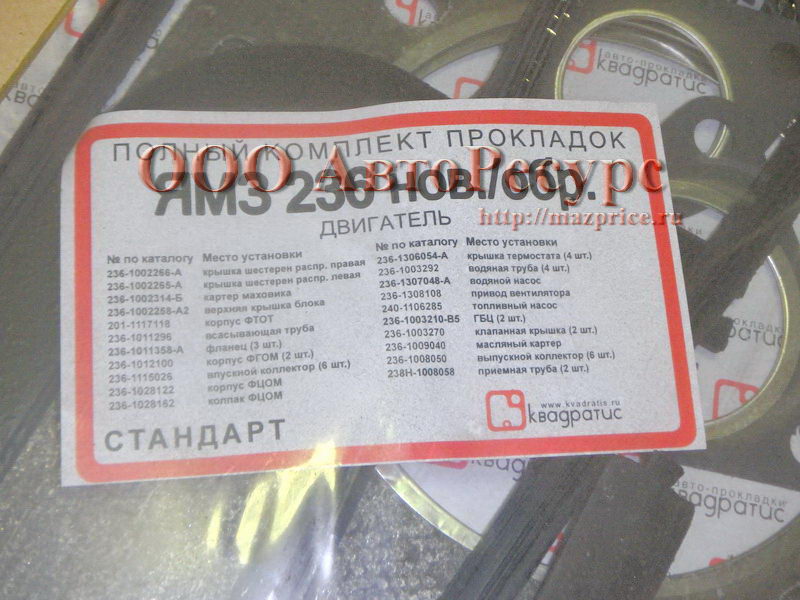 ПОЛНЫЙ КОМПЛЕКТ ПРОКЛАДОК
ООО АвтоРессурс
ЯМЗ 236 нов./обр.
http://mazprice.ru
ДВИГАТЕЛЬ
№ по каталогу Место установки
236-1002266-А крышка шестерен распр. правая
236-1002265-А крышка шестерен распр. левая
236-1002314-Б картер маховика
236-1002258-А2 верхняя крышка блока
201-1117118 корпус ФТОТ
236-1011296 всасывающая труба
236-1011358-А фланец (3 шт.)
236-1012100 корпус ФГОМ (2 шт.)
236-1115026 впускной коллектор (6 шт.)
236-1028122 корпус ФЦОМ
236-1028162 колпак ФЦОМ
№ по каталогу Место установки
236-1306054-А крышка термостата (4 шт.)
236-1003292 водяная труба (4 шт.)
236-1307048-А водяной насос
236-1308108 привод вентилятора
240-1106285 топливный насос
236-1003210-В5 ГБЦ (2 шт.)
236-1003270 клапанная крышка (2 шт.)
236-1009040 масляный картер
236-1008050 выпускной коллектор (6 шт.)
238Н-1008058 приемная труба (2 шт.)
www.kvadratis.ru
квадратис
СТАНДАРТ
авто-прокладки
квадратис
авто-прокладки
квадратис